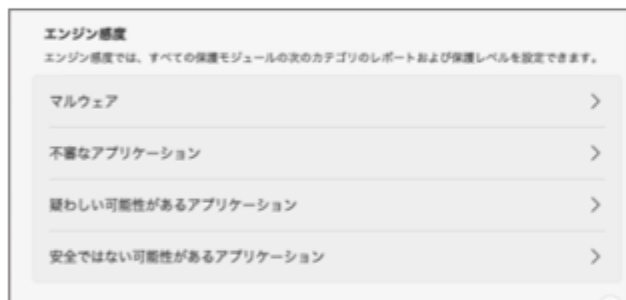 エンジン感度
エンジン感度では、すべての保護モジュールの次のカテゴリのレポートおよび保護レベルを設定できます。
マルウェア
不審なアプリケーション
疑わしい可能性があるアプリケーション
安全ではない可能性があるアプリケーション